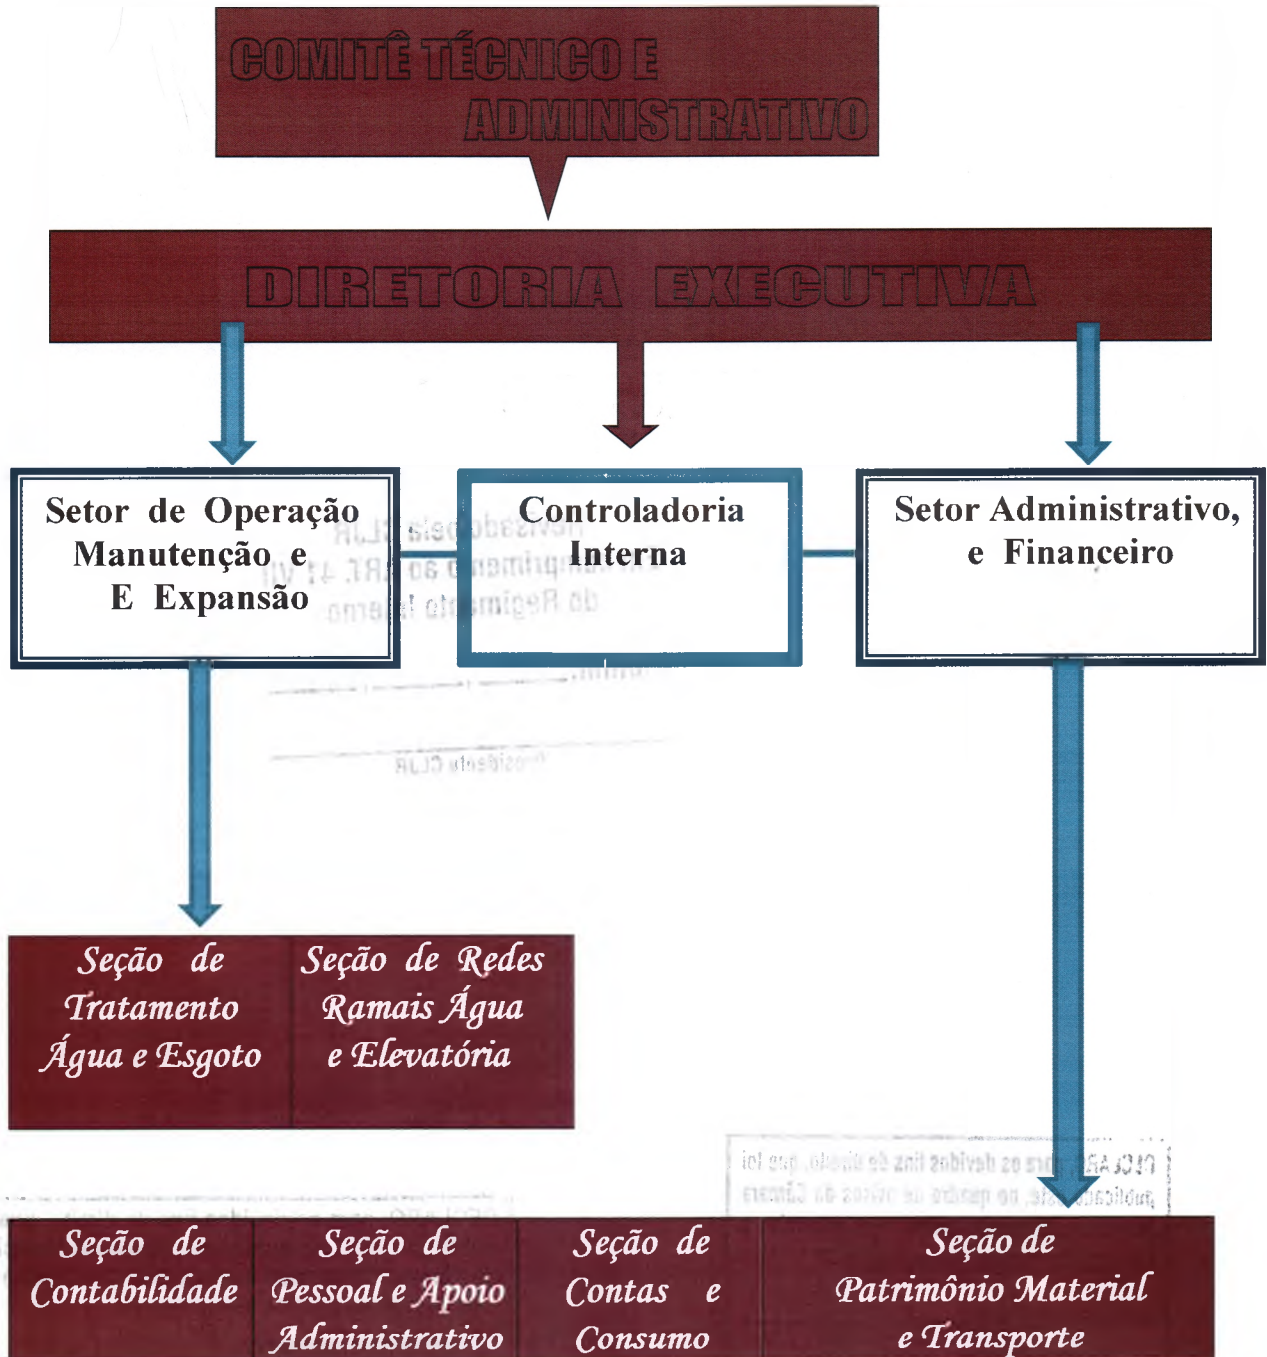 COMITÊ TÉCNICO E
ADMINISTRATIVO
DIRETORIA EXECUTIVA
Setor de Operação
Manutenção e
E Expansão
Controladoria
Interna
Setor Administrativo,
e Financeiro
Seção de
Tratamento
Água e Esgoto
Seção de Redes
Ramais Água
e Elevatória
Seção de
Contabilidade
Seção de
Pessoal e Apoio
Administrativo
Seção de
Contas e
Consumo
Seção de
Patrimônio Material
e Transporte